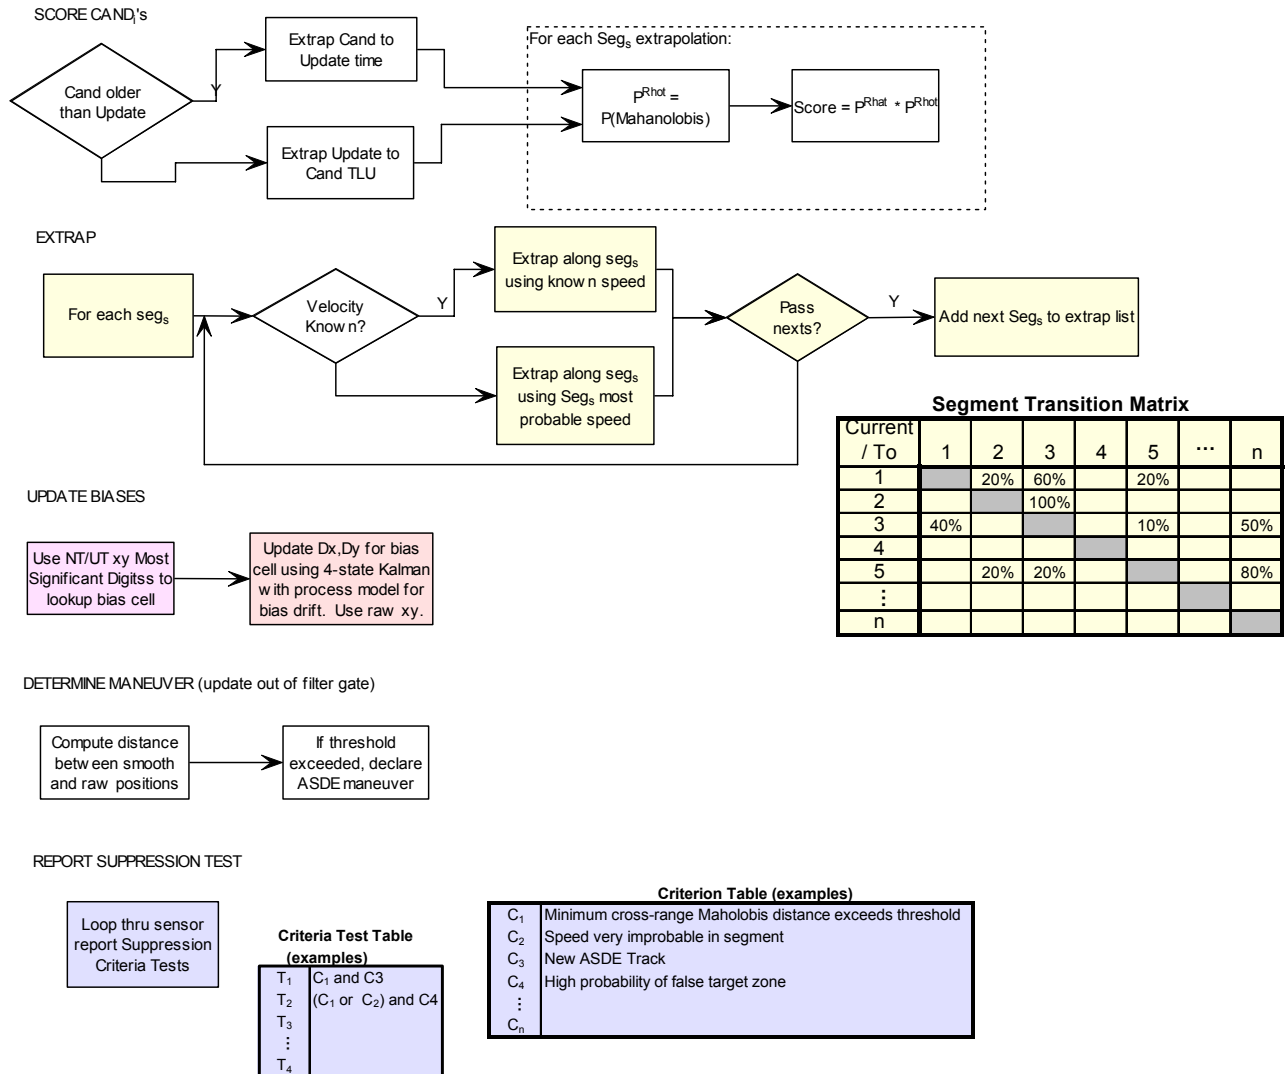 SCORE CANDi's
Cand older
than Update
Y
Extrap Cand to
Update time
Extrap Update to
Cand TLU
For each Segs extrapolation:
PRhot =
P(Mahanolobis)
Score = PRhat * PRhot
EXTRAP
For each segs
Velocity
Known?
Y
Extrap along segs
using known speed
Extrap along segs
using Segs most
probable speed
Pass
nexts?
Y
Add next Segs to extrap list
Segment Transition Matrix
Current
/ To 1 2 3 4 5 ... n
1 20% 60% 20%
2 100%
3 40% 10% 50%
4
5 20% 20% 80%
⋮
n
UPDATE BIASES
Use NT/UT xy Most
Significant Digitss to
lookup bias cell
Update Dx,Dy for bias
cell using 4-state Kalman
with process model for
bias drift. Use raw xy.
DETERMINE MANEUVER (update out of filter gate)
Compute distance
between smooth
and raw positions
If threshold
exceeded, declare
ASDE maneuver
REPORT SUPPRESSION TEST
Loop thru sensor
report Suppression
Criteria Tests
Criteria Test Table
(examples)
T1 C1 and C3
T2 (C1 or C2) and C4
T3
⋮
T4
Criterion Table (examples)
C1 Minimum cross-range Maholobis distance exceeds threshold
C2 Speed very improbable in segment
C3 New ASDE Track
C4 High probability of false target zone
⋮
Cn